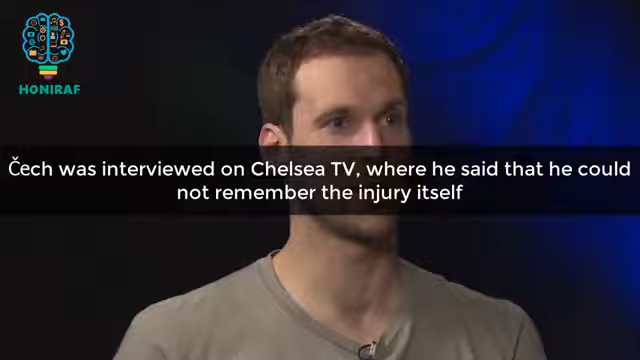 HONIRAF
Čech was interviewed on Chelsea TV, where he said that he could
not remember the injury itself